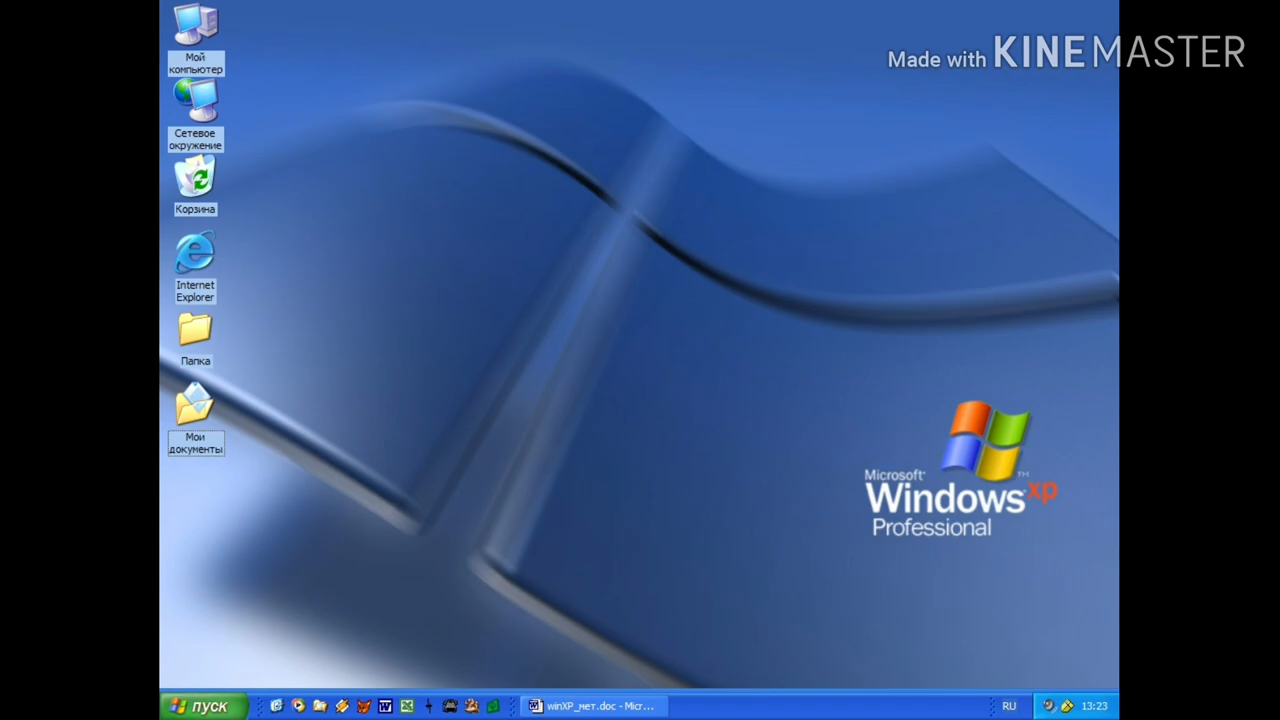 Мой
компьютер
Сетевое
окружение
Корзина
Internet
Explorer
Папка
Мои
документы
Made with KINEMASTER
Microsoft
Windows xp
Professional
TM
пуск
winXP_мет.doc - Micr...
RU
13:23